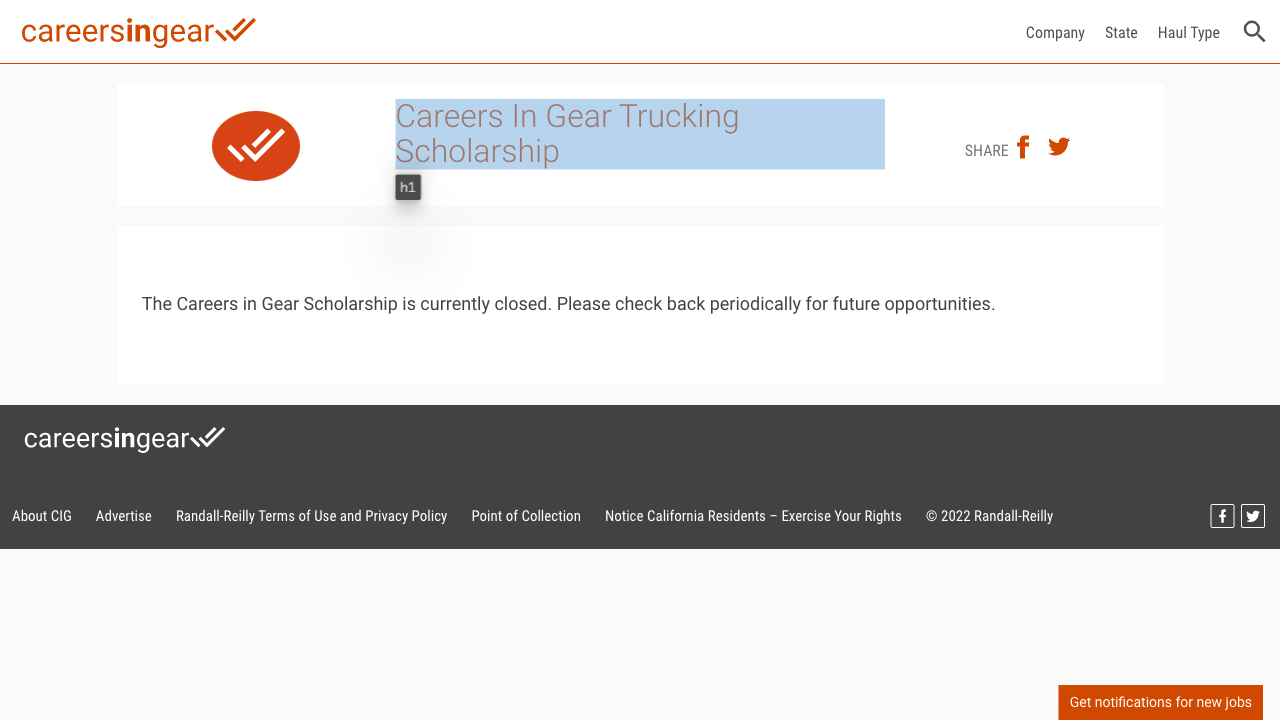 careersingear
Company State Haul Type
Careers In Gear Trucking
Scholarship
h1
SHARE
The Careers in Gear Scholarship is currently closed. Please check back periodically for future opportunities.
careersingear
About CIG Advertise Randall-Reilly Terms of Use and Privacy Policy Point of Collection Notice California Residents – Exercise Your Rights © 2022 Randall-Reilly
Get notifications for new jobs